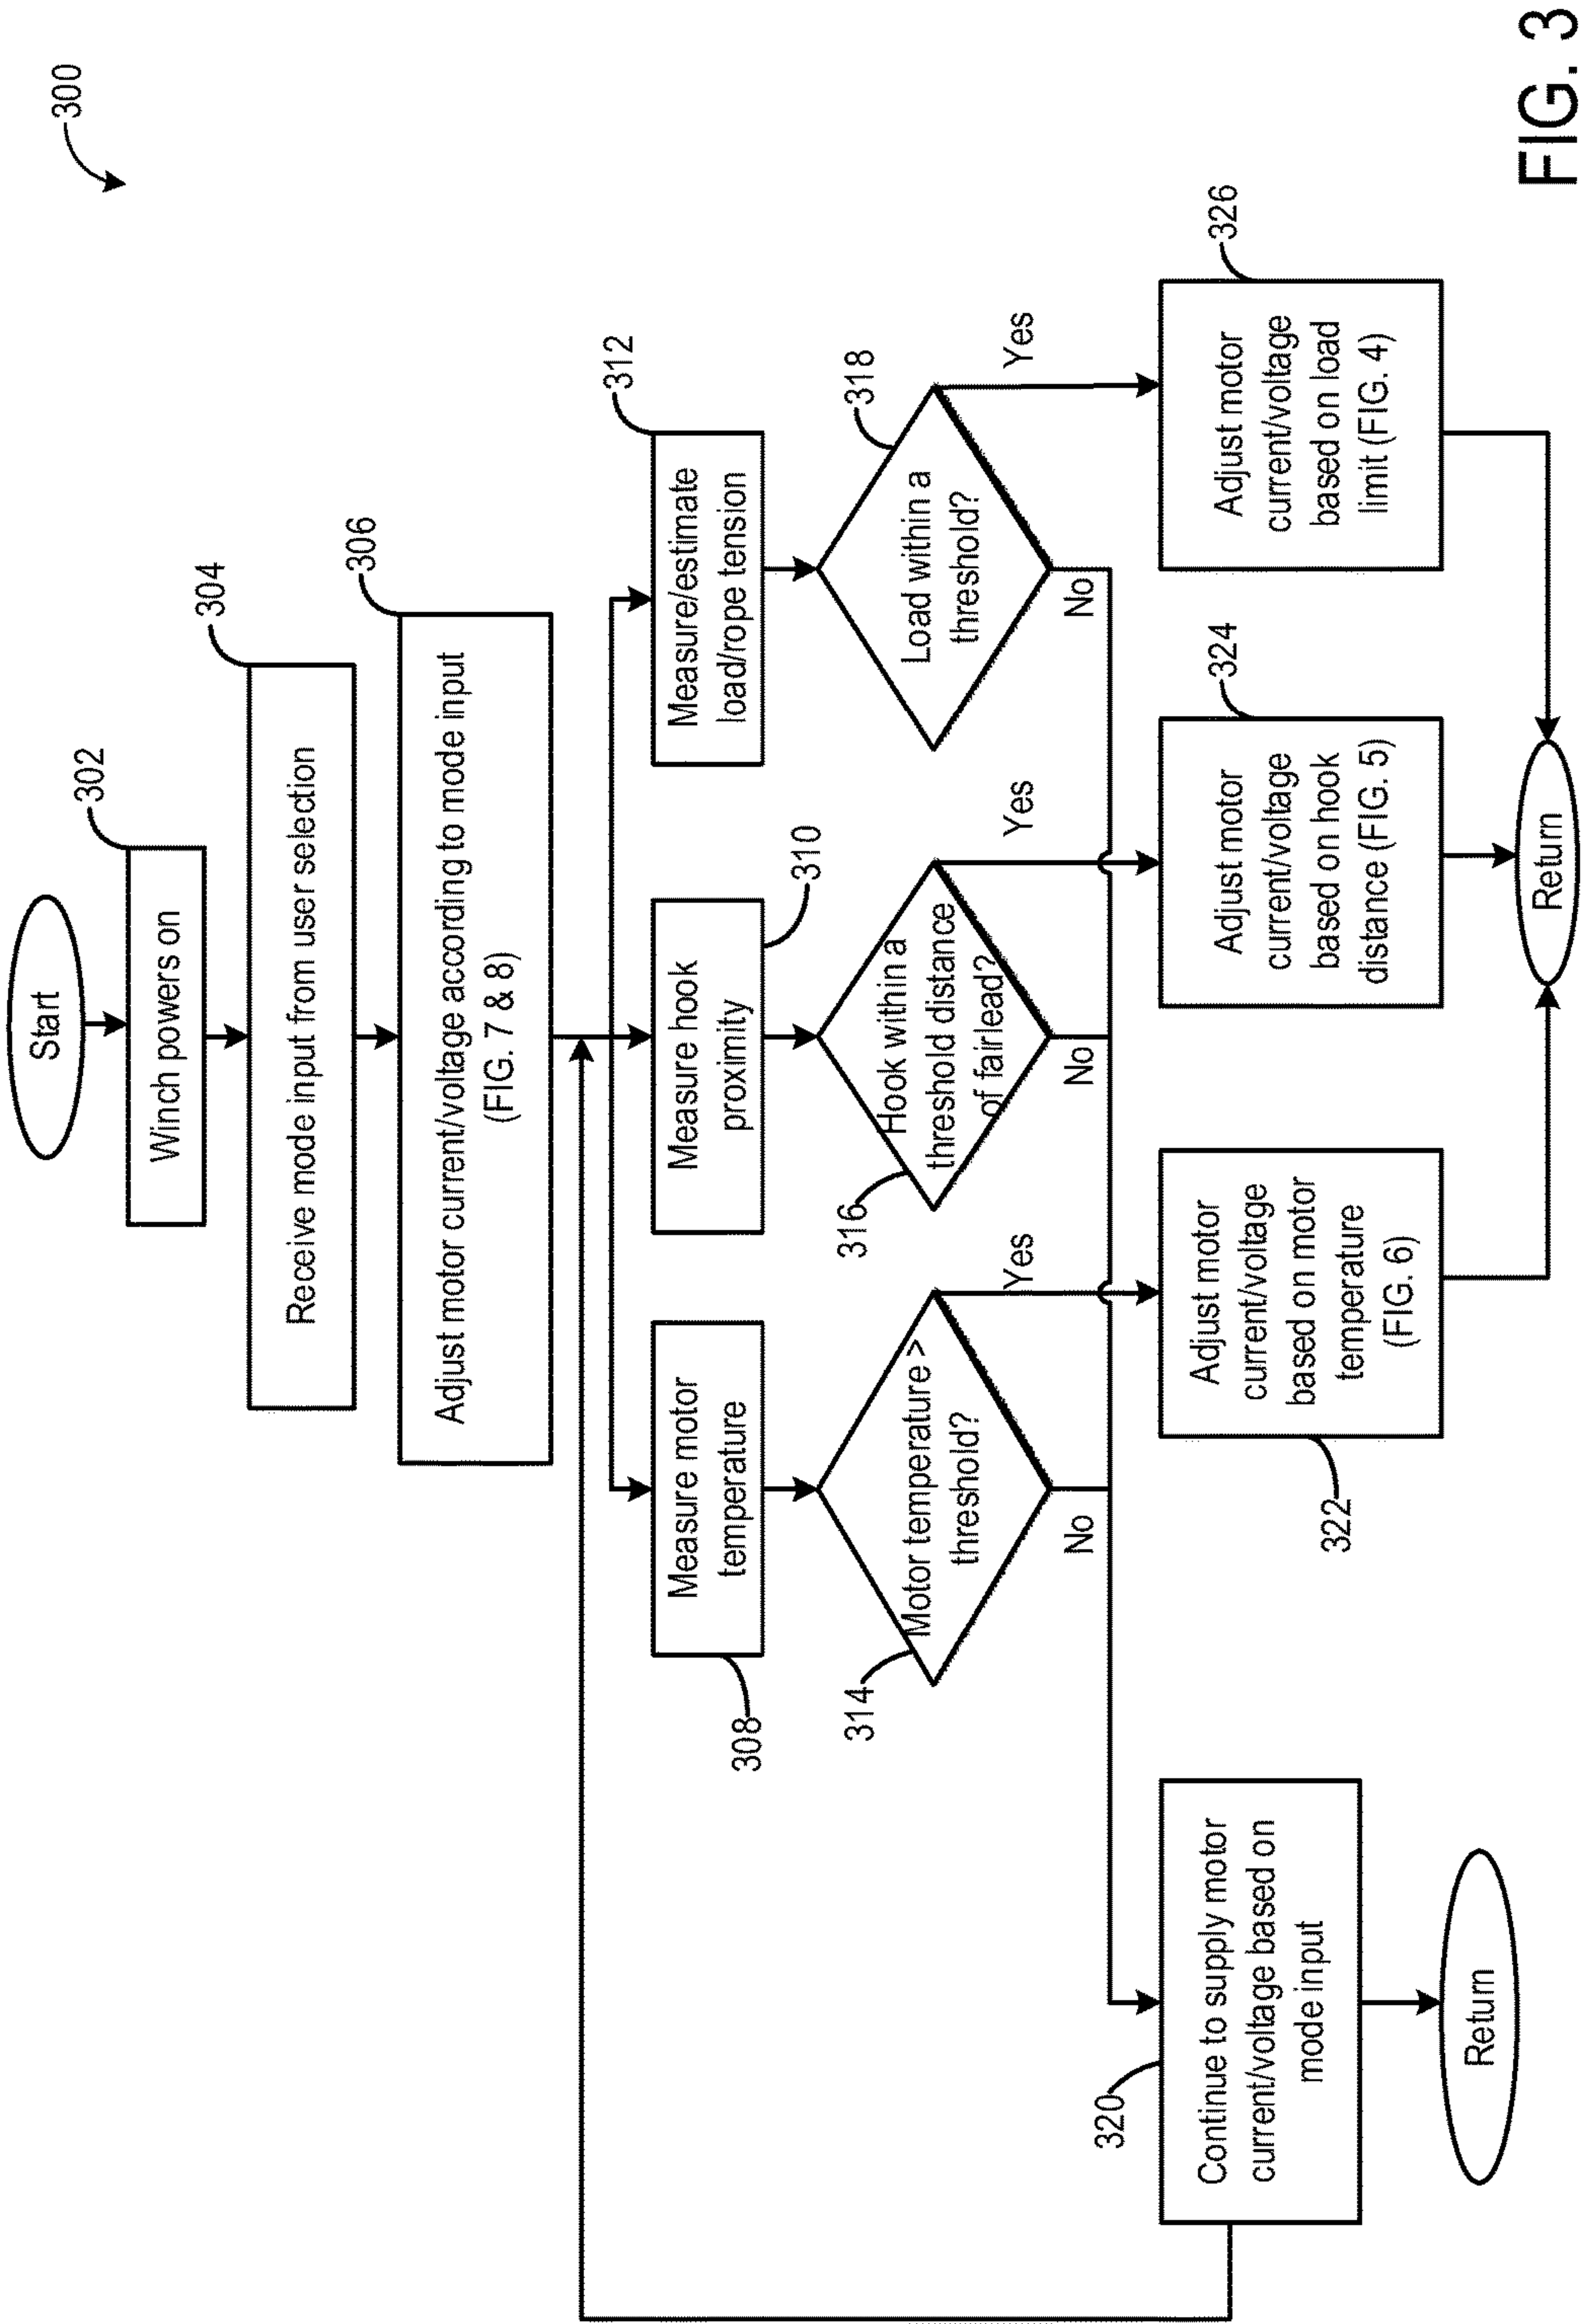 300
Start
302
Winch powers on
304
Receive mode input from user selection
306
Adjust motor current/voltage according to mode input
(FIG. 7 & 8)
308
Measure motor
temperature
310
Measure hook
proximity
312
Measure/estimate
load/rope tension
314
Motor temperature >
threshold?
316
Hook within a
threshold distance
of fairlead?
318
Load within a
threshold?
No
Yes
No
Yes
No
Yes
320
Continue to supply motor
current/voltage based on
mode input
322
Adjust motor
current/voltage
based on motor
temperature
(FIG. 6)
324
Adjust motor
current/voltage
based on hook
distance (FIG. 5)
326
Adjust motor
current/voltage
based on load
limit (FIG. 4)
Return
Return
FIG. 3